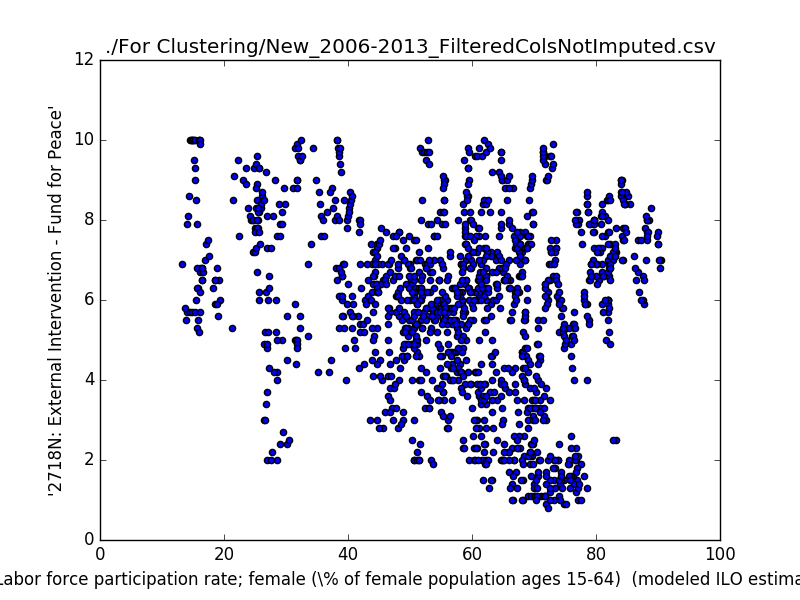 ./For Clustering/New_2006-2013_FilteredColsNotImputed.csv
12
10
8
6
4
2
0
'2718N: External Intervention - Fund for Peace'
0 20 40 60 80 100
Labor force participation rate; female (\% of female population ages 15-64) (modeled ILO estima